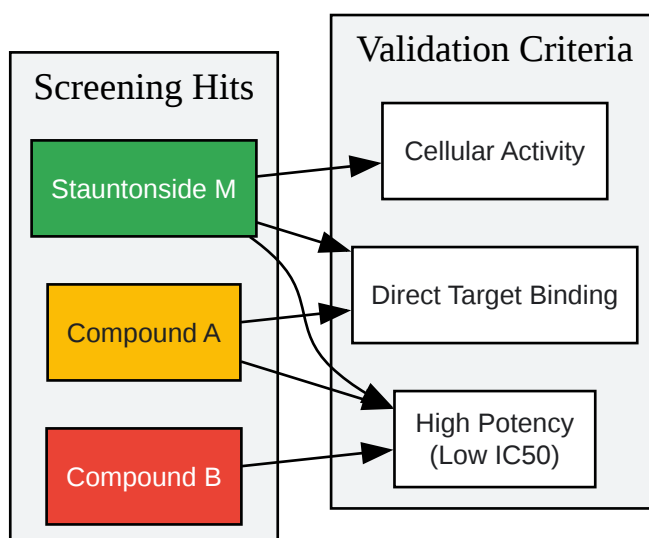 Screening Hits
Stauntonside M
Compound A
Compound B
Validation Criteria
Cellular Activity
Direct Target Binding
High Potency
(Low IC50)